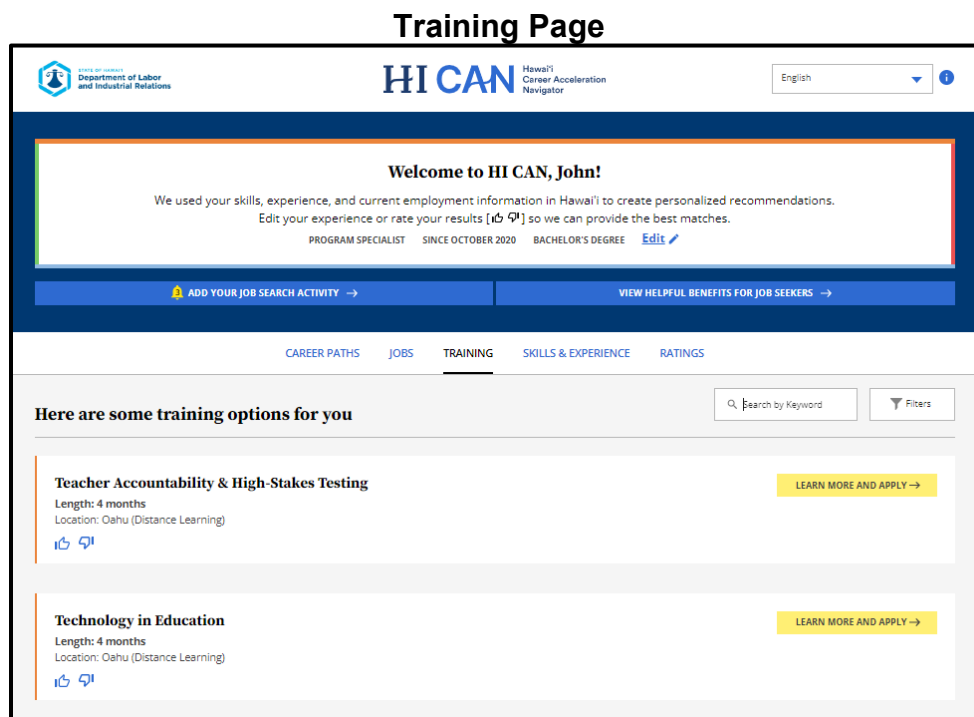 Training Page
STATE OF HAWAI'I
Department of Labor
and Industrial Relations
HI CAN
Hawai'i
Career Acceleration
Navigator
English
Welcome to HI CAN, John!
We used your skills, experience, and current employment information in Hawai'i to create personalized recommendations.
Edit your experience or rate your results [ ] so we can provide the best matches.
PROGRAM SPECIALIST SINCE OCTOBER 2020 BACHELOR'S DEGREE Edit
3 ADD YOUR JOB SEARCH ACTIVITY →
VIEW HELPFUL BENEFITS FOR JOB SEEKERS →
CAREER PATHS JOBS TRAINING SKILLS & EXPERIENCE RATINGS
Here are some training options for you
Search by Keyword
Filters
Teacher Accountability & High-Stakes Testing
LEARN MORE AND APPLY →
Length: 4 months
Location: Oahu (Distance Learning)
Technology in Education
LEARN MORE AND APPLY →
Length: 4 months
Location: Oahu (Distance Learning)